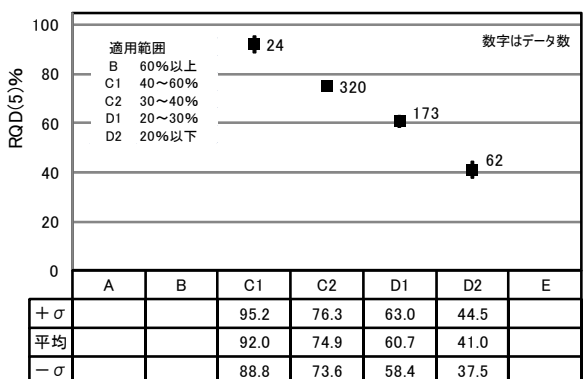 100
80
60
40
20
0
RQD(5)%
適用範囲
B 60%以上
C1 40～60%
C2 30～40%
D1 20～30%
D2 20%以下
数字はデータ数
24
320
173
62
A B C1 C2 D1 D2 E
＋σ 95.2 76.3 63.0 44.5
平均 92.0 74.9 60.7 41.0
－σ 88.8 73.6 58.4 37.5